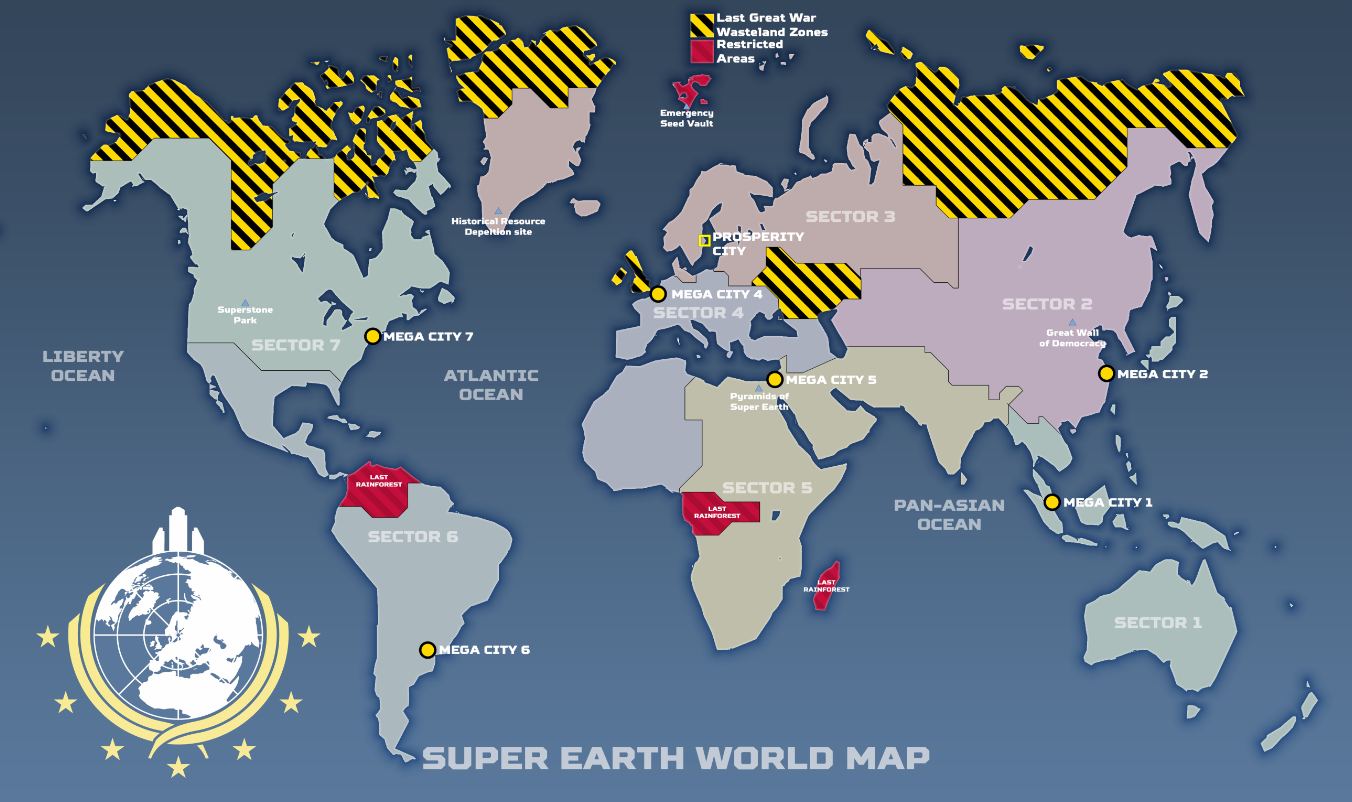 Last Great War
Wasteland Zones
Restricted
Areas
Emergency
Seed Vault
Historical Resource
Depeltion site
SECTOR 3
PROSPERITY
CITY
MEGA CITY 4
SECTOR 4
SECTOR 2
Superstone
Park
Great Wall
of Democracy
MEGA CITY 7
SECTOR 7
LIBERTY
OCEAN
ATLANTIC
OCEAN
MEGA CITY 5
MEGA CITY 2
Pyramids of
Super Earth
LAST
RAINFOREST
SECTOR 5
PAN-ASIAN
OCEAN
MEGA CITY 1
LAST
RAINFOREST
SECTOR 6
LAST
RAINFOREST
SECTOR 1
MEGA CITY 6
SUPER EARTH WORLD MAP